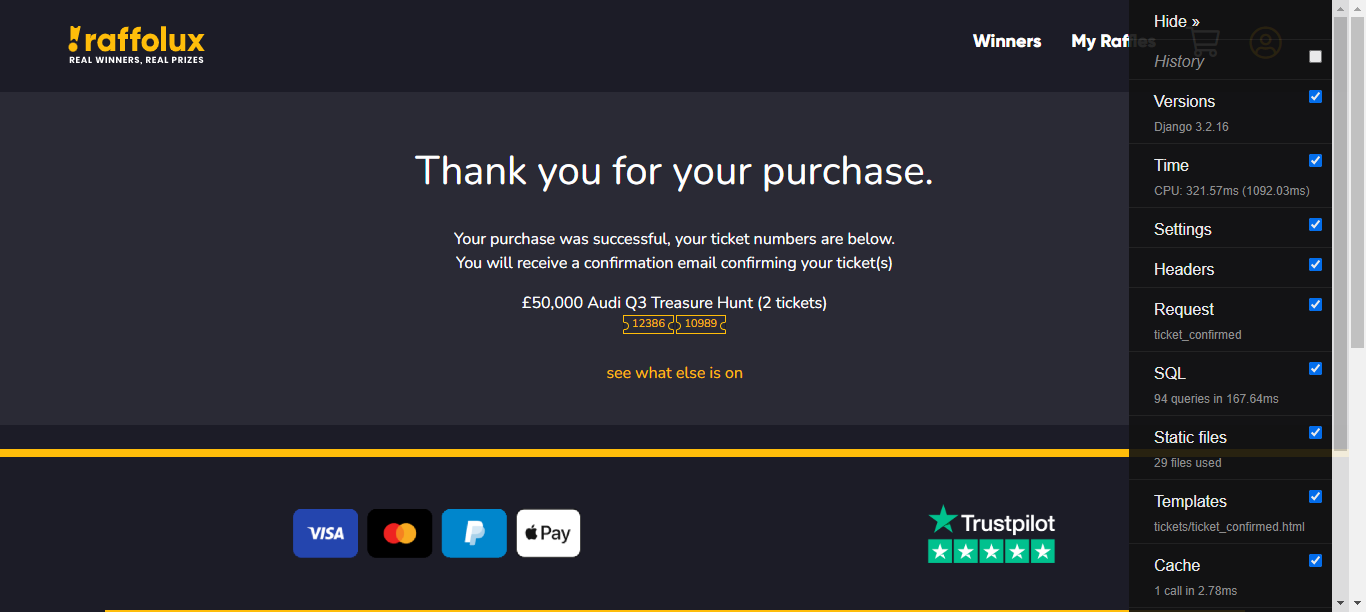 raffolux
REAL WINNERS, REAL PRIZES
Winners
My Raffles
Thank you for your purchase.
Your purchase was successful, your ticket numbers are below.
You will receive a confirmation email confirming your ticket(s)
£50,000 Audi Q3 Treasure Hunt (2 tickets)
12386 10989
see what else is on
VISA
P
Pay
Trustpilot
Hide »
History
Versions
Django 3.2.16
Time
CPU: 321.57ms (1092.03ms)
Settings
Headers
Request
ticket_confirmed
SQL
94 queries in 167.64ms
Static files
29 files used
Templates
tickets/ticket_confirmed.html
Cache
1 call in 2.78ms